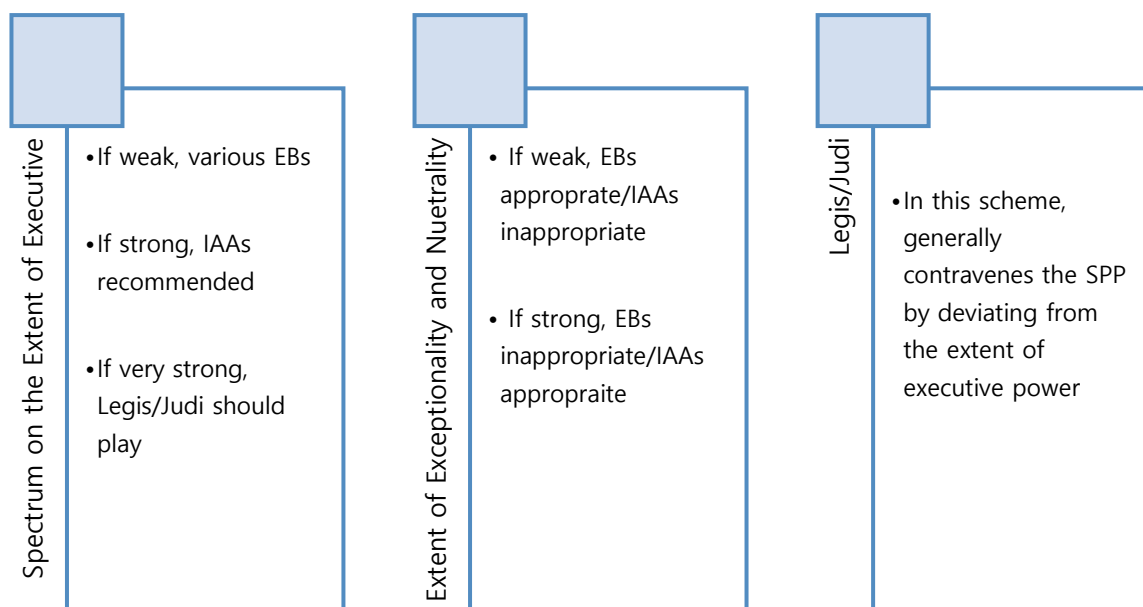 Spectrum on the Extent of Executive
•If weak, various EBs
•If strong, IAAs
recommended
•If very strong,
Legis/Judi should
play
Extent of Exceptionality and Nuetrality
• If weak, EBs
approprate/IAAs
inappropriate
• If strong, EBs
inappropriate/IAAs
appropraite
Legis/Judi
•In this scheme,
generally
contravenes the SPP
by deviating from
the extent of
executive power